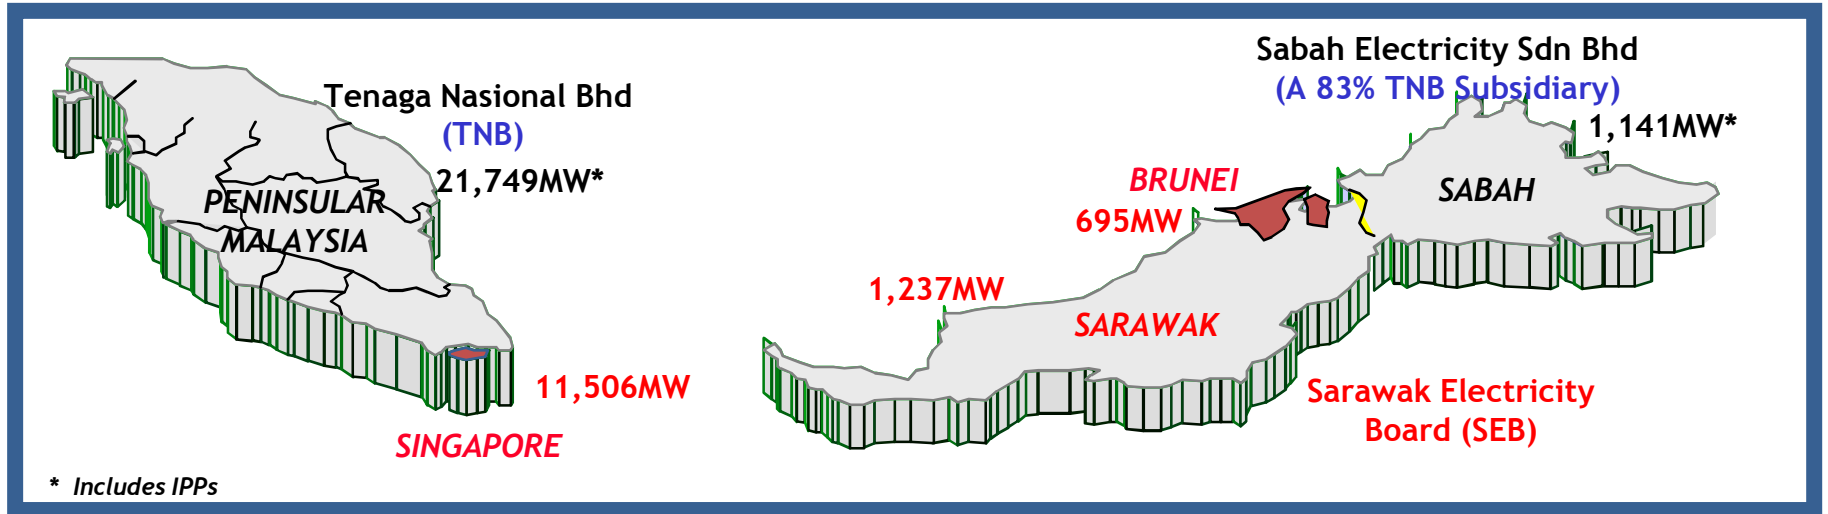 Tenaga Nasional Bhd
(TNB)
21,749MW*
PENINSULAR
MALAYSIA
11,506MW
SINGAPORE
* Includes IPPs
Sabah Electricity Sdn Bhd
(A 83% TNB Subsidiary)
1,141MW*
BRUNEI
695MW
SABAH
1,237MW
SARAWAK
Sarawak Electricity
Board (SEB)